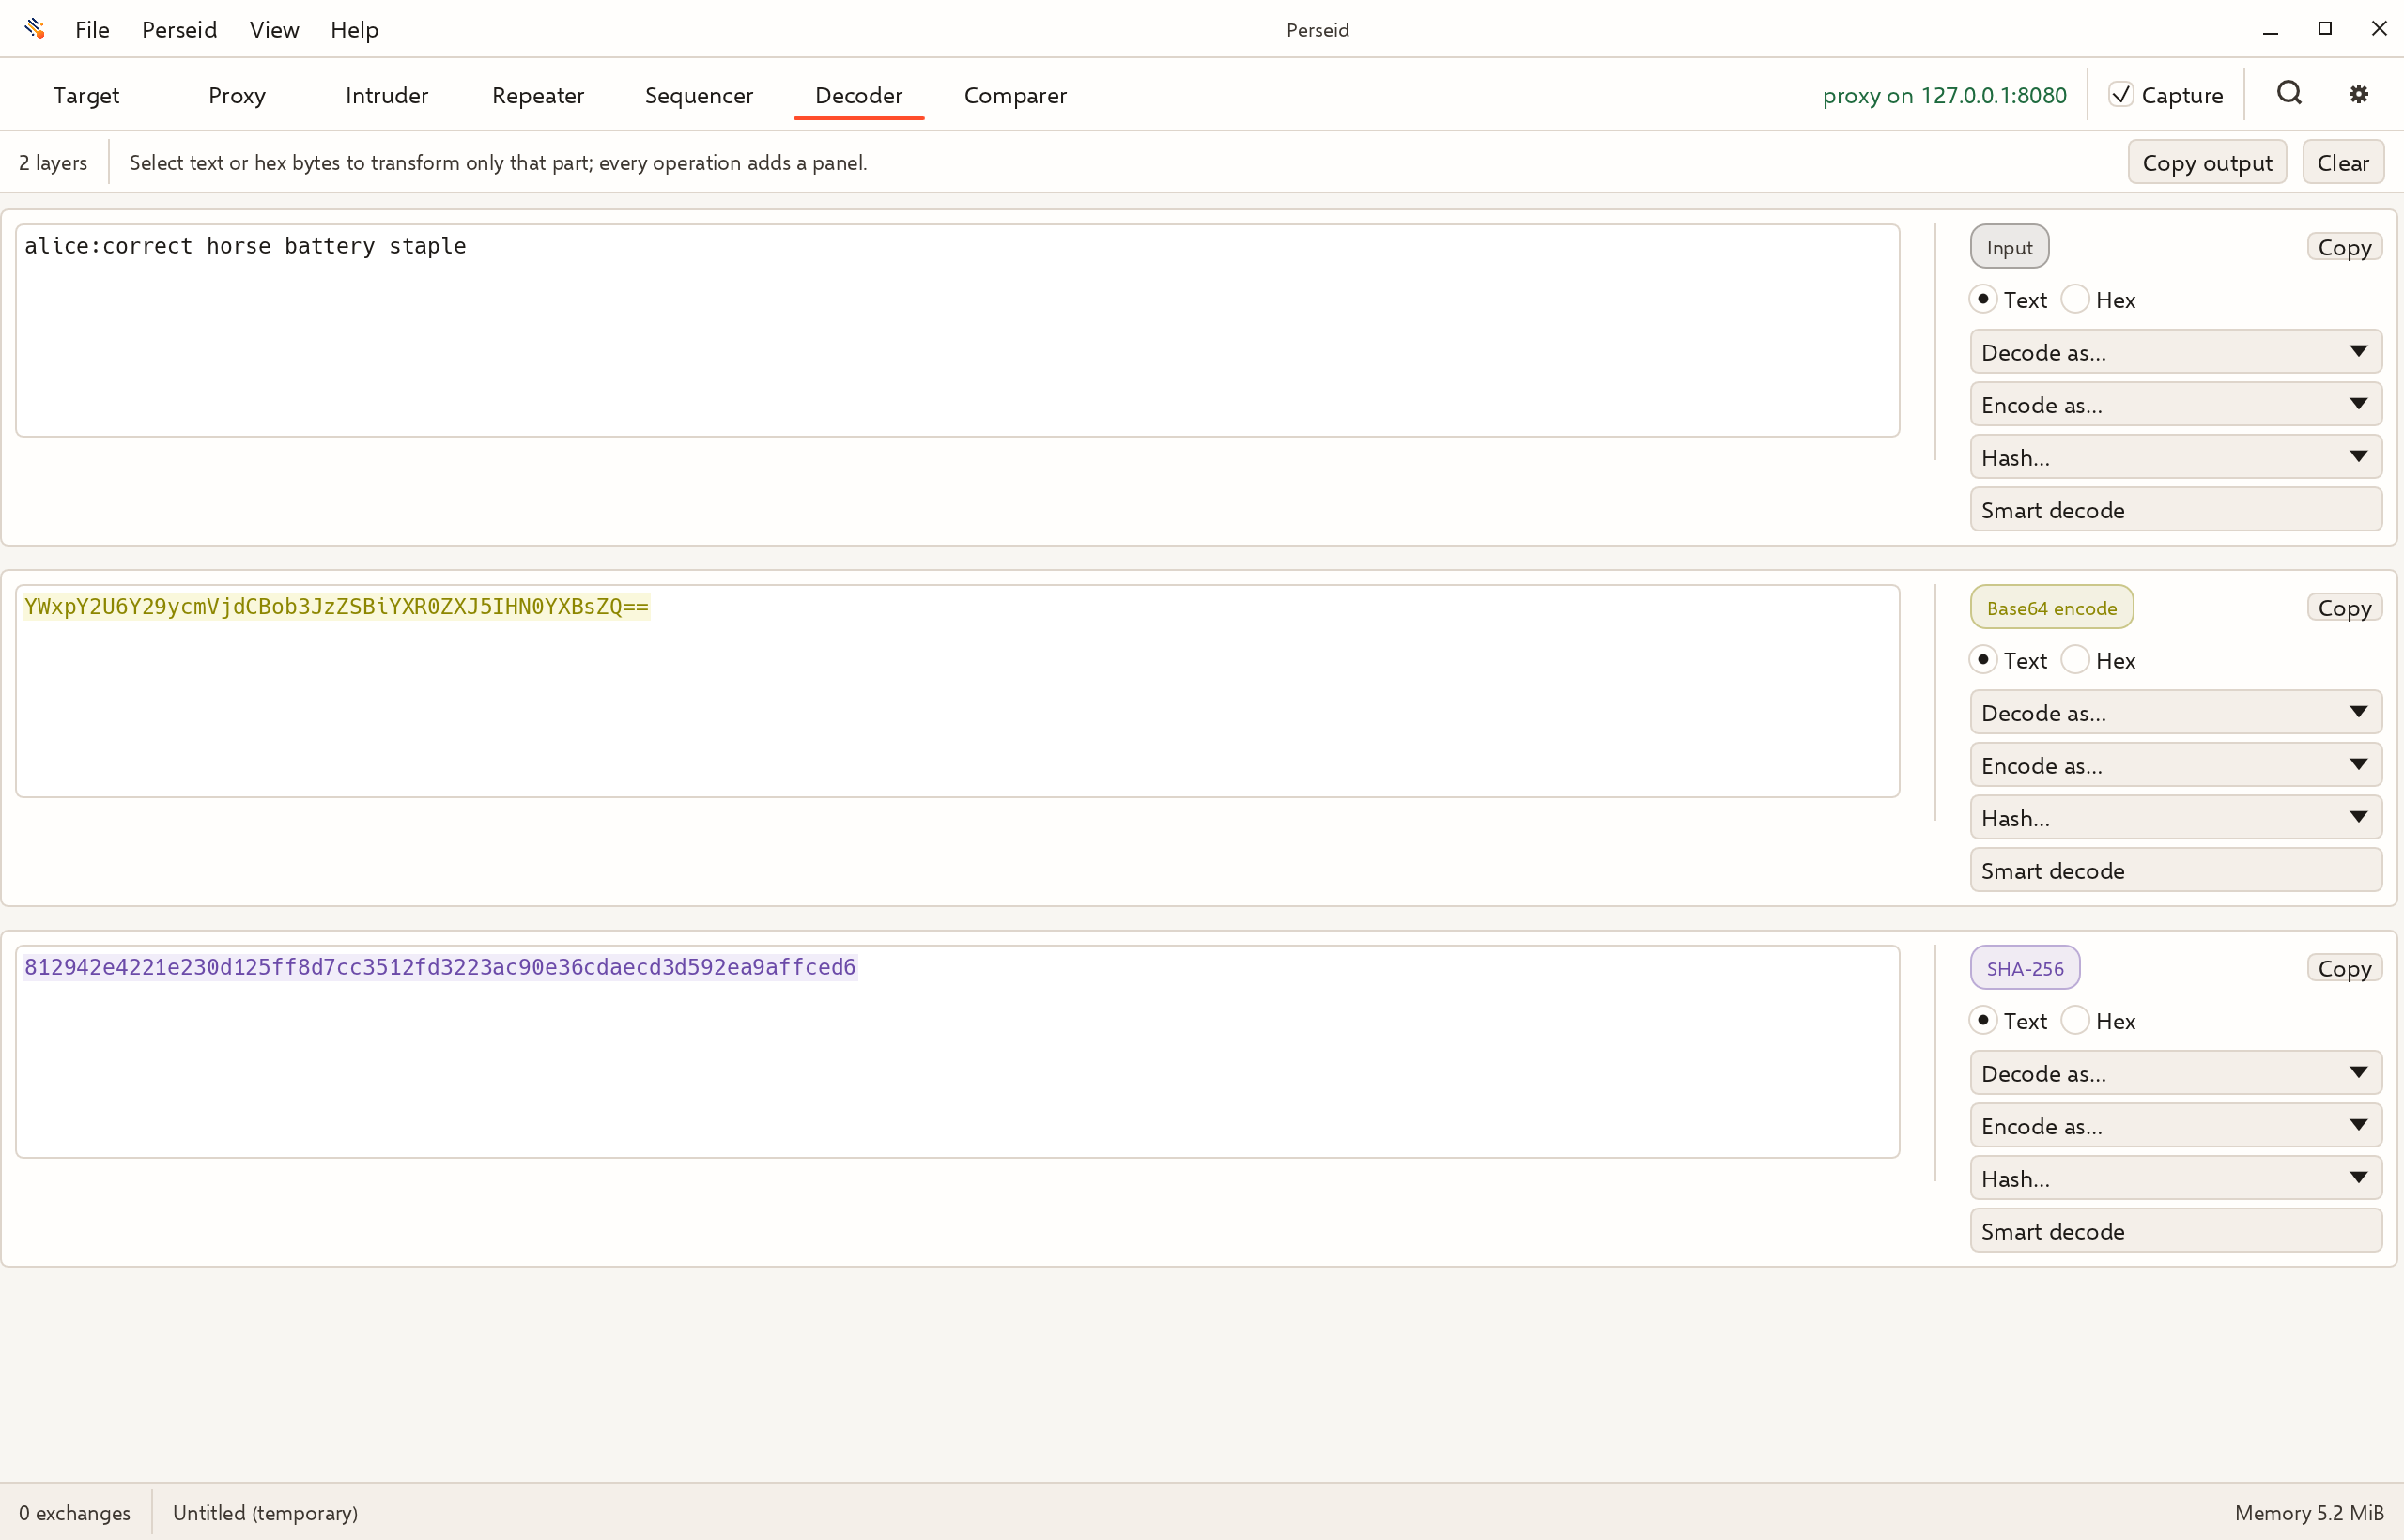 File Perseid View Help Perseid
Target Proxy Intruder Repeater Sequencer Decoder Comparer proxy on 127.0.0.1:8080 Capture
2 layers Select text or hex bytes to transform only that part; every operation adds a panel. Copy output Clear
alice:correct horse battery staple
Input Copy
Text Hex
Decode as...
Encode as...
Hash...
Smart decode
YWxpY2U6Y29ycmVjdCBob3JzZSBiYXR0ZXJ5IHN0YXBsZQ==
Base64 encode Copy
Text Hex
Decode as...
Encode as...
Hash...
Smart decode
812942e4221e230d125ff8d7cc3512fd3223ac90e36cdaecd3d592ea9affced6
SHA-256 Copy
Text Hex
Decode as...
Encode as...
Hash...
Smart decode
0 exchanges Untitled (temporary) Memory 5.2 MiB